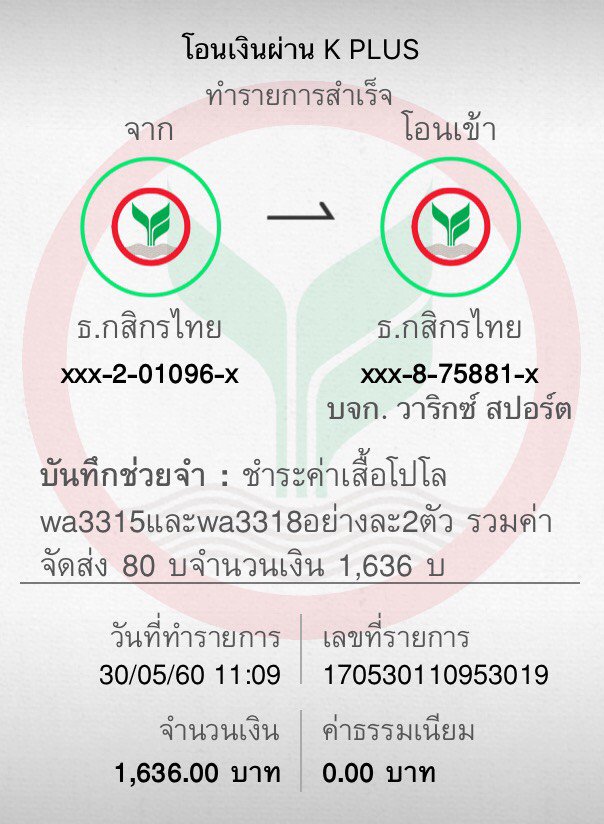 โอนเงินผ่าน K PLUS
ทำรายการสำเร็จ
จาก
โอนเข้า
ธ.กสิกรไทย
ธ.กสิกรไทย
xxx-2-01096-x
xxx-8-75881-x
บจก. วาริกซ์ สปอร์ต
บันทึกช่วยจำ : ชำระค่าเสื้อโปโล
wa3315และwa3318อย่างละ2ตัว รวมค่า
จัดส่ง 80 บจำนวนเงิน 1,636 บ
วันที่ทำรายการ
30/05/60 11:09
เลขที่รายการ
170530110953019
จำนวนเงิน
1,636.00 บาท
ค่าธรรมเนียม
0.00 บาท